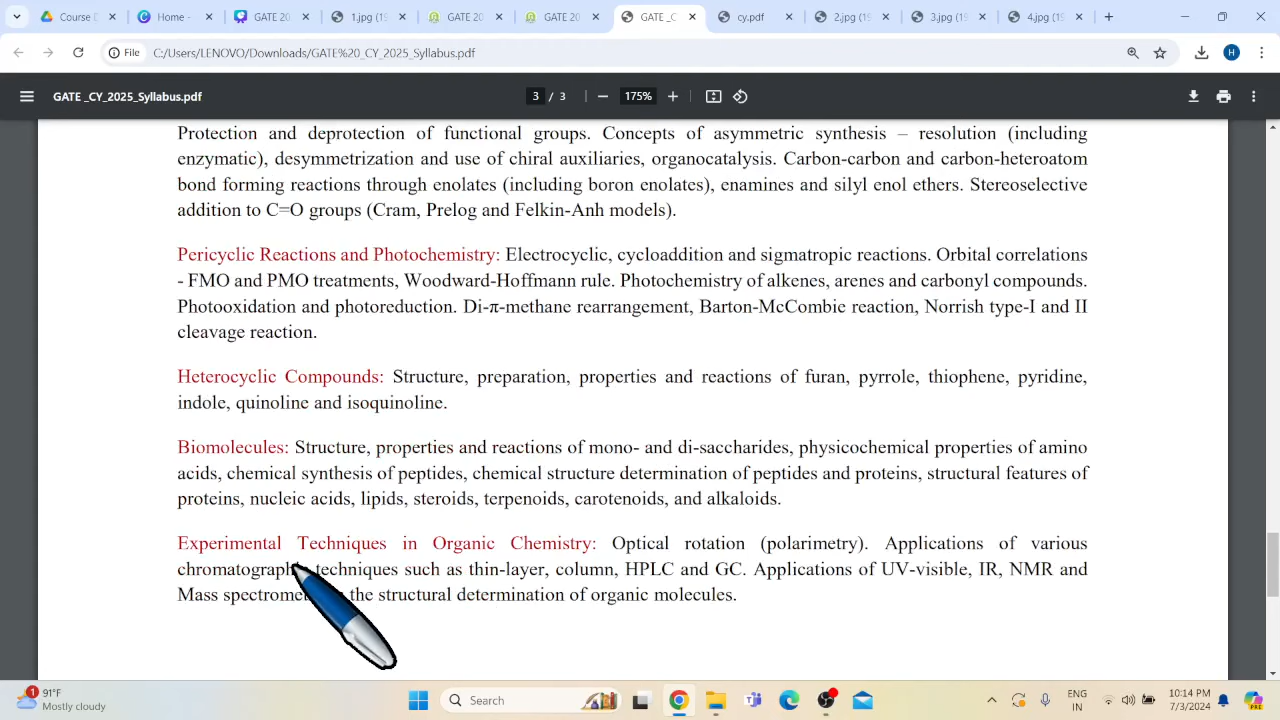 Course
Home -
GATE 20
1.jpg (19
GATE 20
GATE 20
GATE _C
cy.pdf
2.jpg (19
3.jpg (19
4.jpg (19
File C:/Users/LENOVO/Downloads/GATE%20_CY_2025_Syllabus.pdf H
GATE _CY_2025_Syllabus.pdf 3 / 3 175%
Protection and deprotection of functional groups. Concepts of asymmetric synthesis – resolution (including
enzymatic), desymmetrization and use of chiral auxiliaries, organocatalysis. Carbon-carbon and carbon-heteroatom
bond forming reactions through enolates (including boron enolates), enamines and silyl enol ethers. Stereoselective
addition to C=O groups (Cram, Prelog and Felkin-Anh models).
Pericyclic Reactions and Photochemistry: Electrocyclic, cycloaddition and sigmatropic reactions. Orbital correlations
- FMO and PMO treatments, Woodward-Hoffmann rule. Photochemistry of alkenes, arenes and carbonyl compounds.
Photooxidation and photoreduction. Di-π-methane rearrangement, Barton-McCombie reaction, Norrish type-I and II
cleavage reaction.
Heterocyclic Compounds: Structure, preparation, properties and reactions of furan, pyrrole, thiophene, pyridine,
indole, quinoline and isoquinoline.
Biomolecules: Structure, properties and reactions of mono- and di-saccharides, physicochemical properties of amino
acids, chemical synthesis of peptides, chemical structure determination of peptides and proteins, structural features of
proteins, nucleic acids, lipids, steroids, terpenoids, carotenoids, and alkaloids.
Experimental Techniques in Organic Chemistry: Optical rotation (polarimetry). Applications of various
chromatographic techniques such as thin-layer, column, HPLC and GC. Applications of UV-visible, IR, NMR and
Mass the structural determination of organic molecules.
1
91°F
Mostly cloudy
Search
ENG
IN
10:14 PM
7/3/2024
PRE